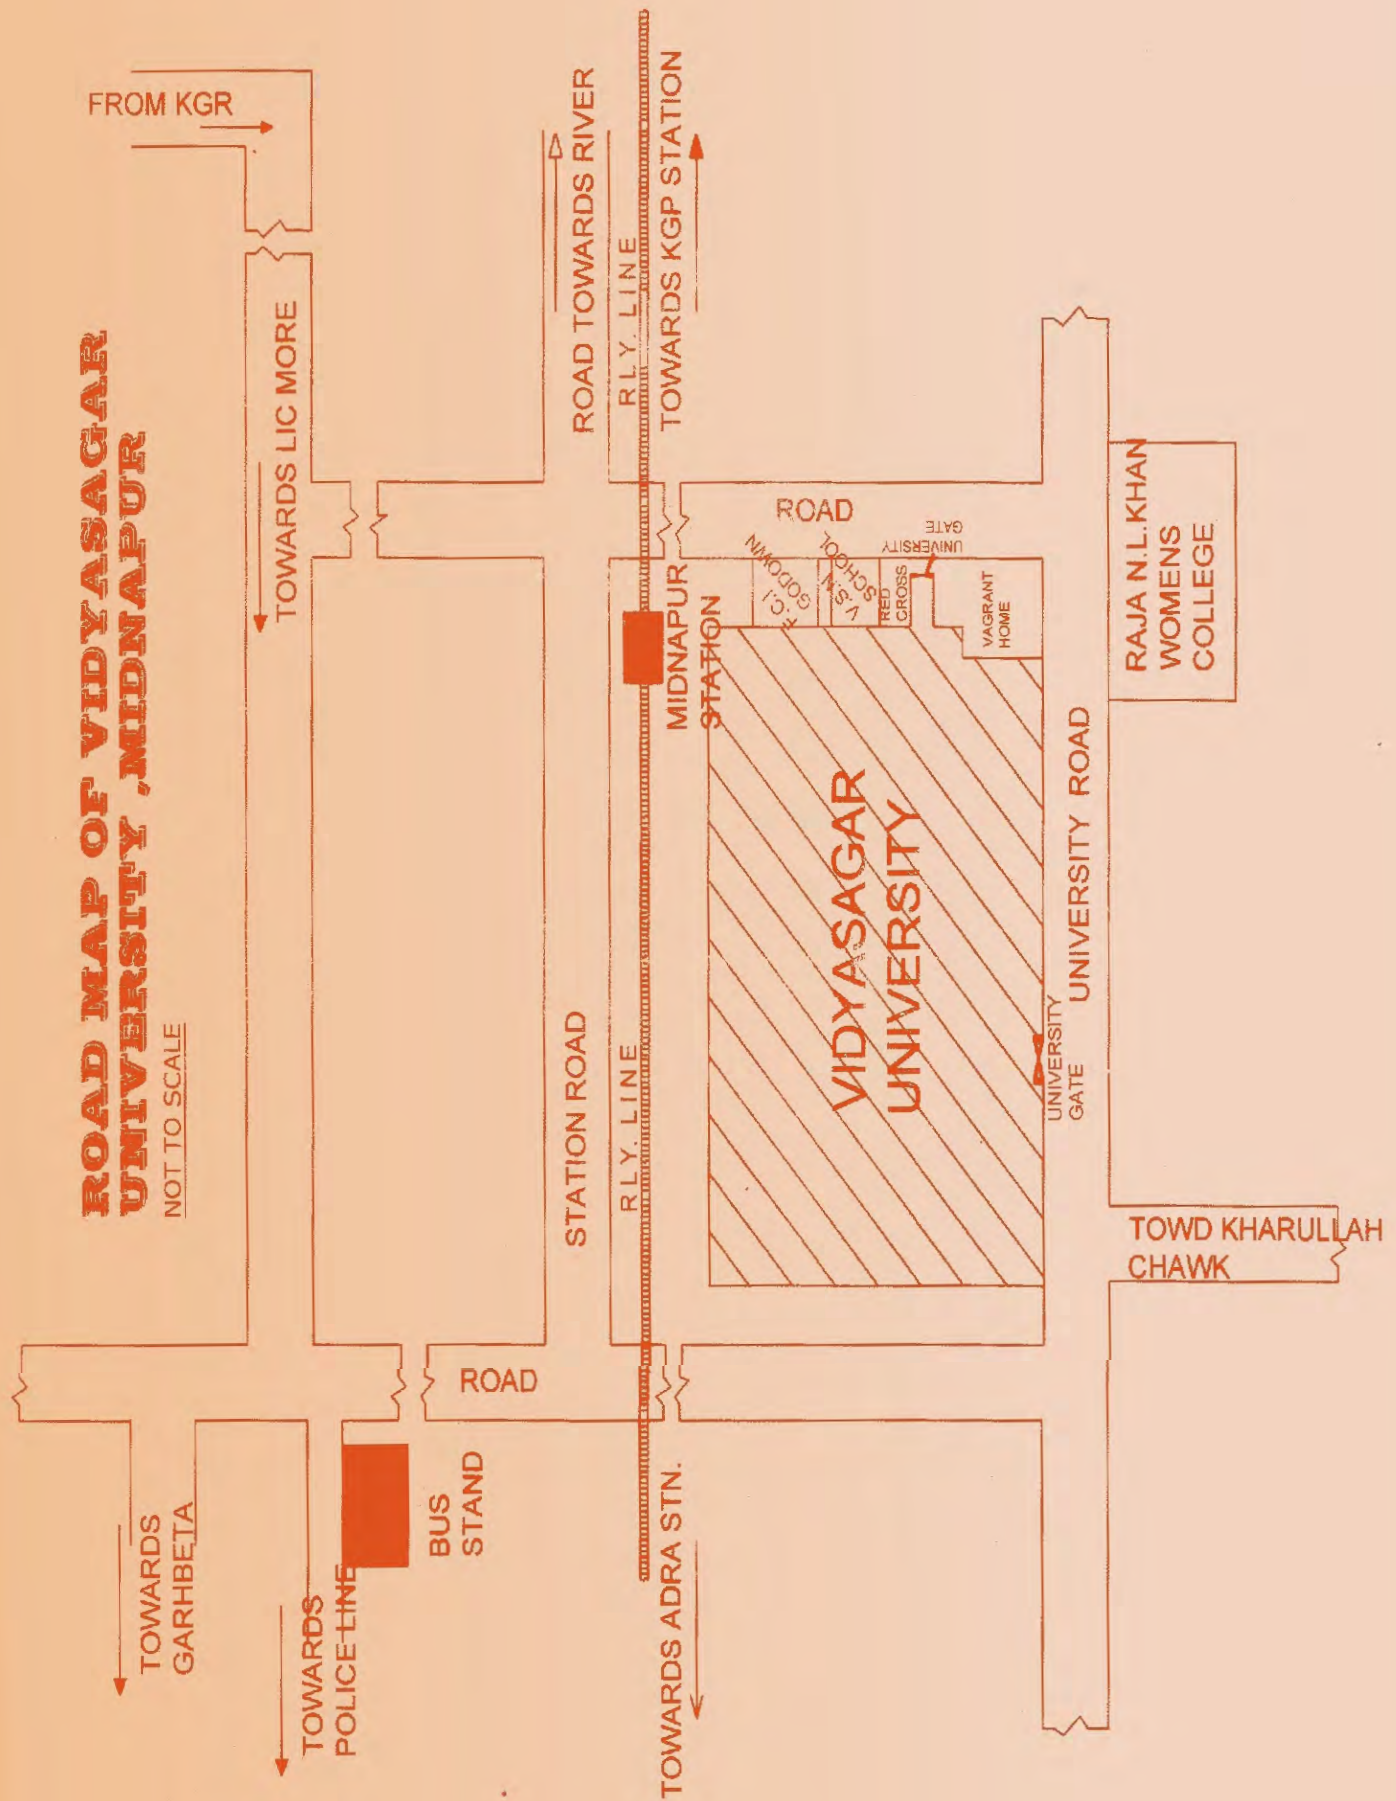 ROAD MAP OF VIDYASAGAR
UNIVERSITY ,MIDNAPUR
NOT TO SCALE
FROM KGR
TOWARDS LIC MORE
ROAD TOWARDS RIVER
RLY. LINE
TOWARDS KGP STATION
STATION ROAD
RLY. LINE
MIDNAPUR
STATION
ROAD
F.C.I
GODOWN
V.S.N
SCHOOL
RED
CROSS
UNIVERSITY
GATE
VAGRANT
HOME
VIDYASAGAR
UNIVERSITY
UNIVERSITY
GATE
UNIVERSITY ROAD
RAJA N.L.KHAN
WOMENS
COLLEGE
TOWD KHARULLAH
CHAWK
ROAD
BUS
STAND
TOWARDS
GARHBETA
TOWARDS
POLICE LINE
TOWARDS ADRA STN.